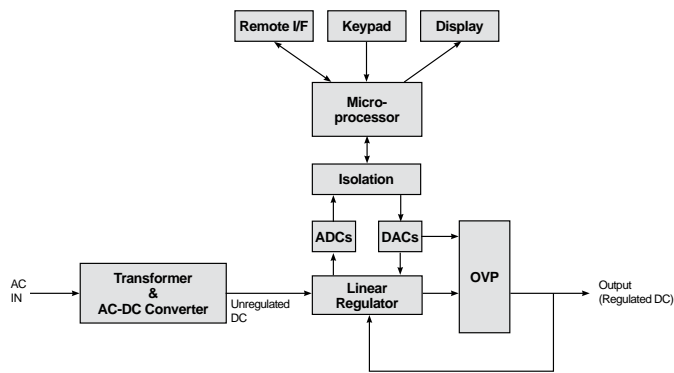 Remote I/F
Keypad
Display
Micro-
processor
Isolation
ADCs
DACs
AC
IN
Transformer
&
AC-DC Converter
Unregulated
DC
Linear
Regulator
OVP
Output
(Regulated DC)